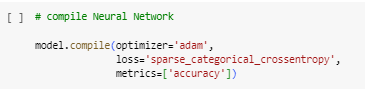 [ ] # compile Neural Network
model.compile(optimizer='adam',
loss='sparse_categorical_crossentropy',
metrics=['accuracy'])